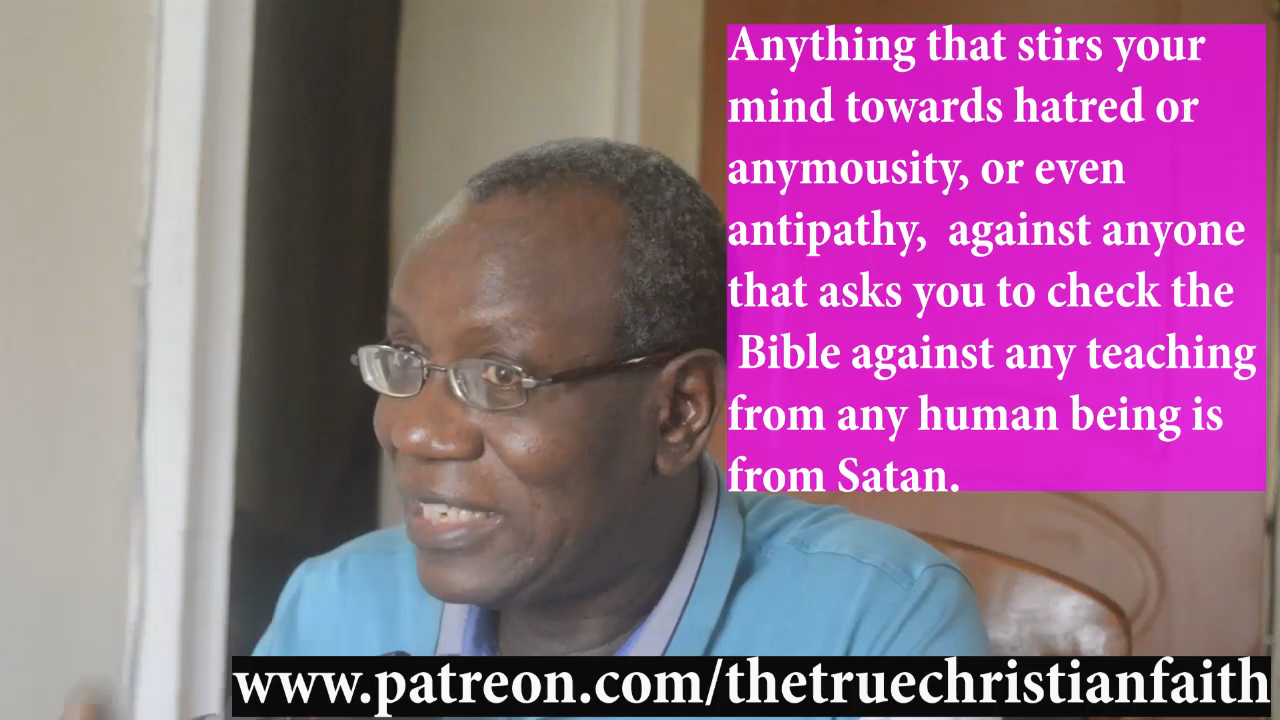 Anything that stirs your
mind towards hatred or
anymousity, or even
antipathy,  against anyone
that asks you to check the
Bible against any teaching
from any human being is
from Satan.
www.patreon.com/thetruechristianfaith